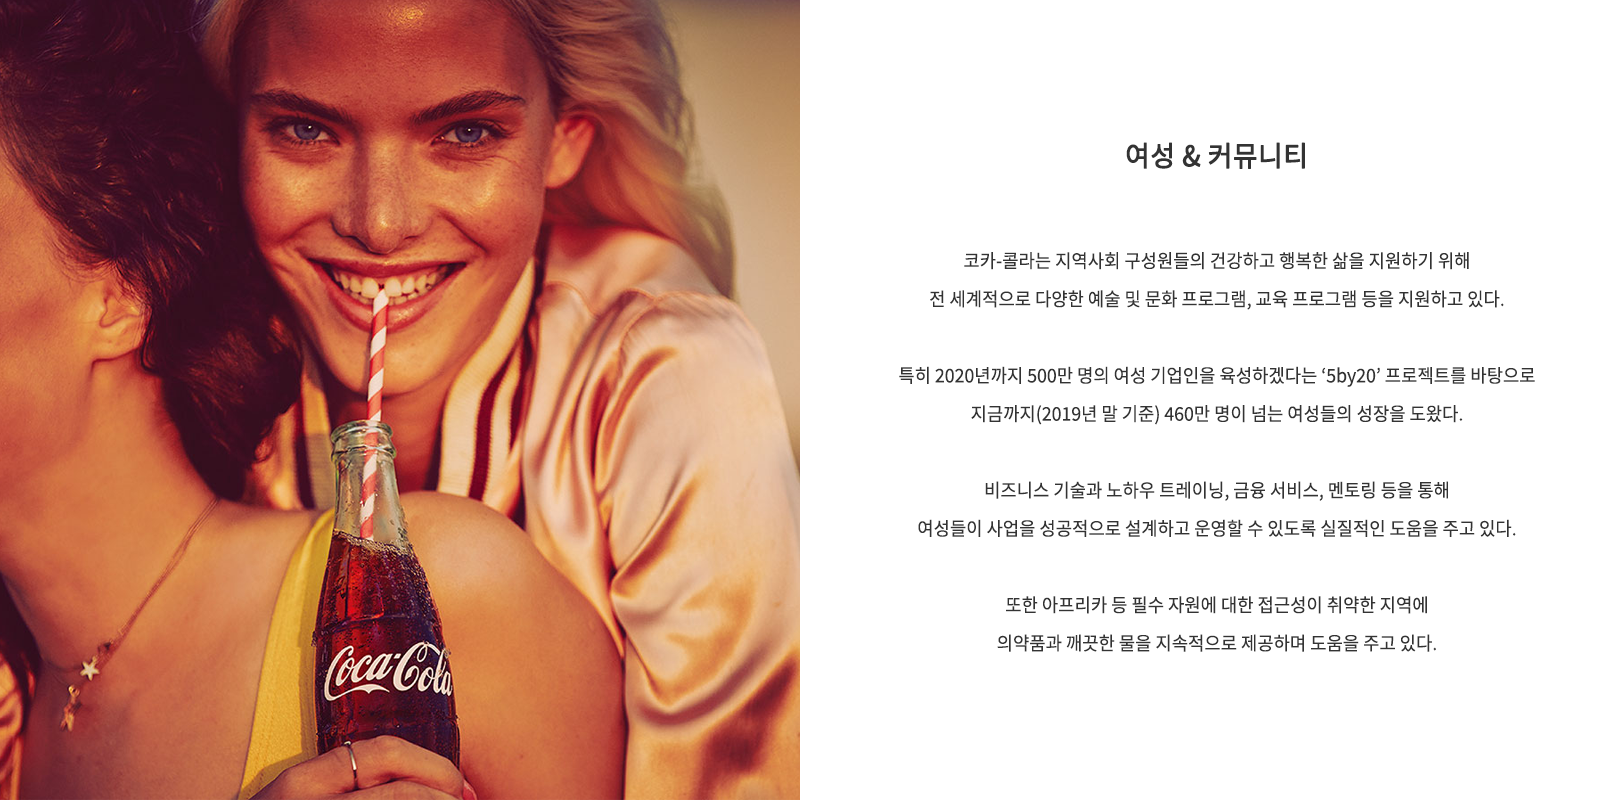 Coca-Cola
여성 & 커뮤니티
코카-콜라는 지역사회 구성원들의 건강하고 행복한 삶을 지원하기 위해
전 세계적으로 다양한 예술 및 문화 프로그램, 교육 프로그램 등을 지원하고 있다.
특히 2020년까지 500만 명의 여성 기업인을 육성하겠다는 ‘5by20’ 프로젝트를 바탕으로
지금까지(2019년 말 기준) 460만 명이 넘는 여성들의 성장을 도왔다.
비즈니스 기술과 노하우 트레이닝, 금융 서비스, 멘토링 등을 통해
여성들이 사업을 성공적으로 설계하고 운영할 수 있도록 실질적인 도움을 주고 있다.
또한 아프리카 등 필수 자원에 대한 접근성이 취약한 지역에
의약품과 깨끗한 물을 지속적으로 제공하며 도움을 주고 있다.